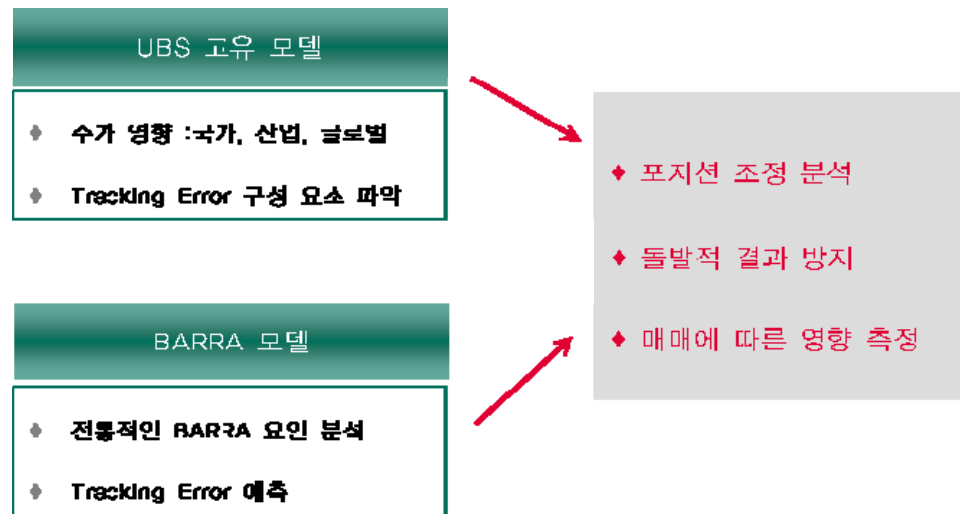 UBS 고유 모델
수가 영향 :국가, 산업, 글로벌
Tracking Error 구성 요소 파악
BARRA 모델
전통적인 BARRA 요인 분석
Tracking Error 예측
포지션 조정 분석
돌발적 결과 방지
매매에 따른 영향 측정